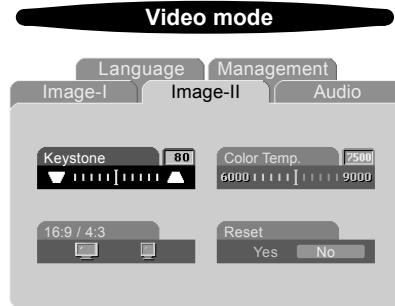 Video mode
Language Management
Image-I Image-II Audio
Keystone 80 Color Temp. 7500
6000 9000
16:9 / 4:3 Reset
Yes No